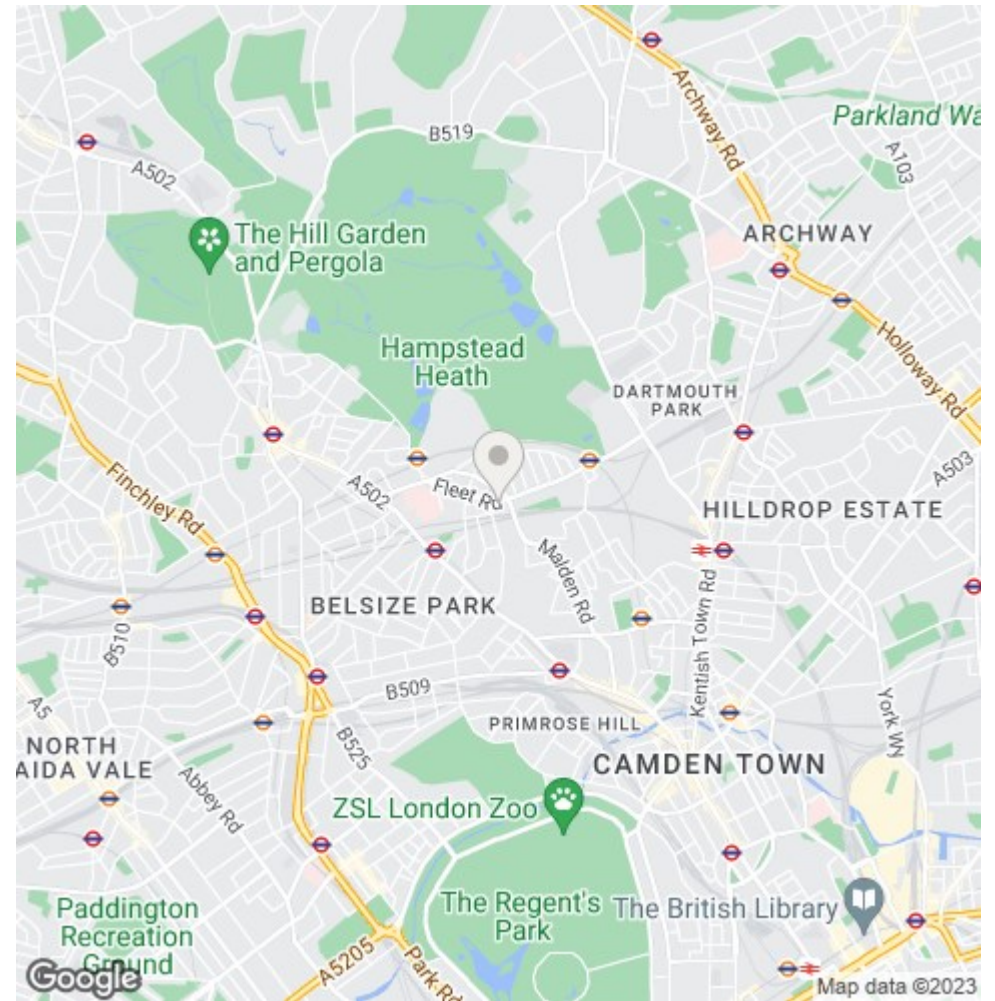 B519
A502
Archway Rd
Parkland Wa
A103
The Hill Garden
and Pergola
ARCHWAY
Hampstead
Heath
Holloway Rd
DARTMOUTH
PARK
Finchley Rd
A502
Fleet Rd
A503
HILLDROP ESTATE
Malden Rd
BELSIZE PARK
Kentish Town Rd
B510
B509
A5
B525
PRIMROSE HILL
York Wy
NORTH
AIDA VALE
CAMDEN TOWN
Abbey Rd
ZSL London Zoo
The Regent's
Park
The British Library
Paddington
Recreation
Ground
A5205
Park Rd
Google
Map data ©2023